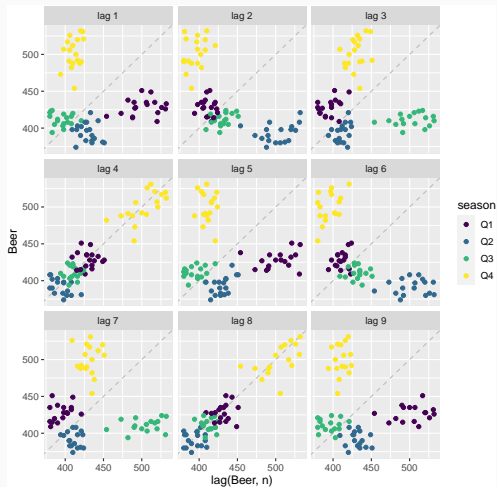 lag 1 lag 2 lag 3
500
450
400
lag 4 lag 5 lag 6
500
450
400
lag 7 lag 8 lag 9
500
450
400
400 450 500 400 450 500 400 450 500
lag(Beer, n)
Beer
season
Q1
Q2
Q3
Q4